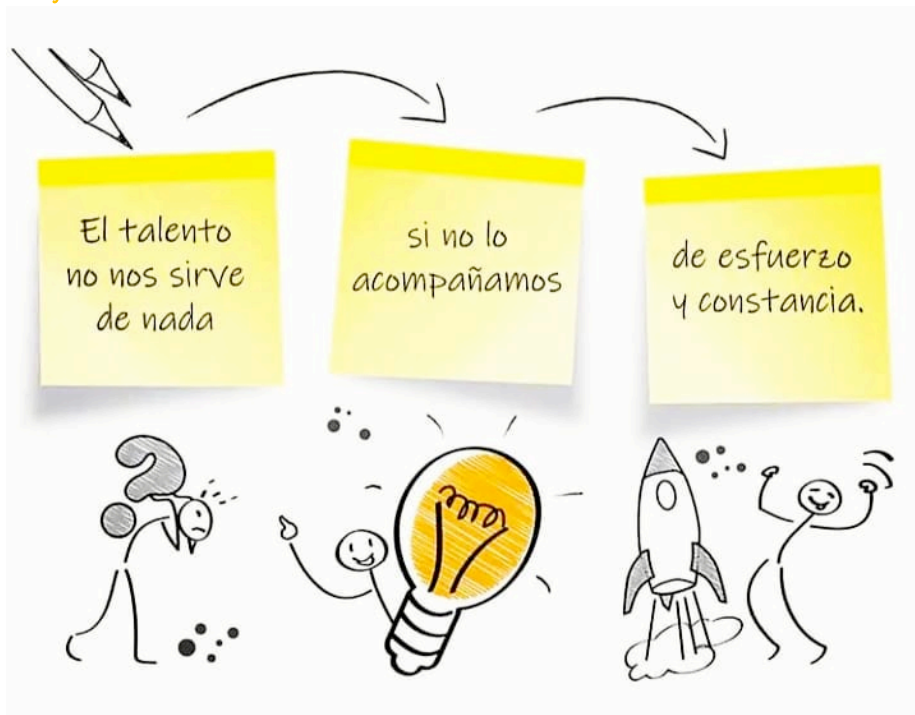 El talento
no nos sirve
de nada
si no lo
acompañamos
de esfuerzo
y constancia.